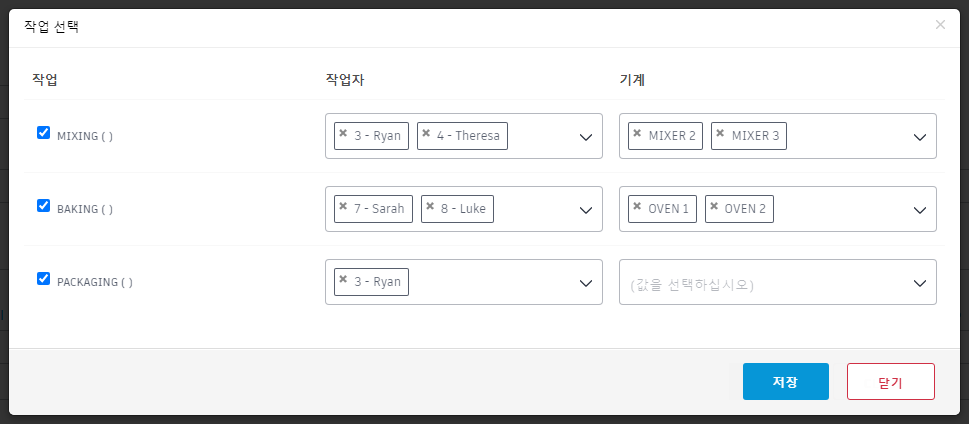 작업 선택 ×
작업 작업자 기계
MIXING ( ) × 3 - Ryan × 4 - Theresa × MIXER 2 × MIXER 3
BAKING ( ) × 7 - Sarah × 8 - Luke × OVEN 1 × OVEN 2
PACKAGING ( ) × 3 - Ryan (값을 선택하십시오)
저장 닫기